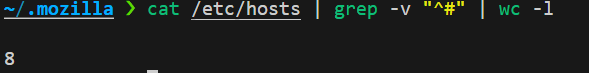 ~/.mozilla ❯ cat /etc/hosts | grep -v "^#" | wc -l
8